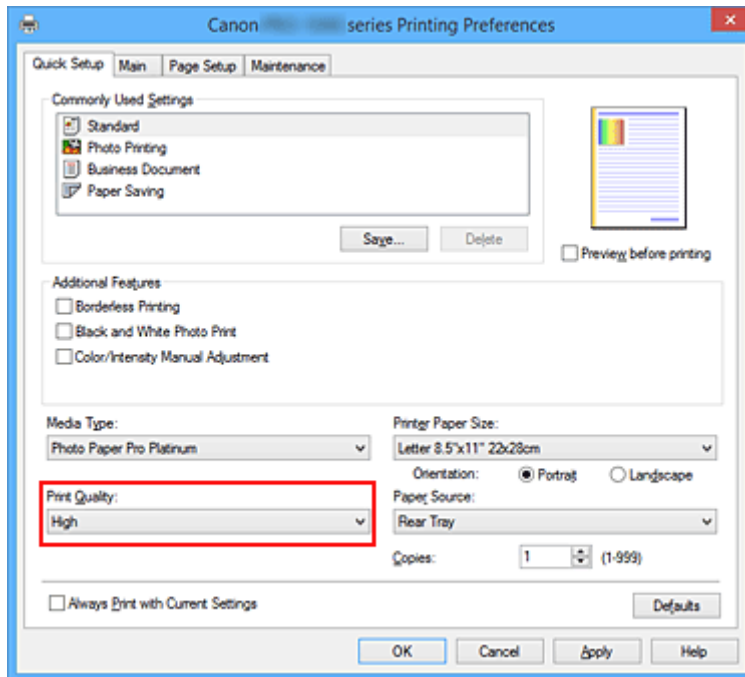 Canon series Printing Preferences
Quick Setup Main Page Setup Maintenance
Commonly Used Settings
Standard
Photo Printing
Business Document
Paper Saving
Save... Delete
Preview before printing
Additional Features
Borderless Printing
Black and White Photo Print
Color/Intensity Manual Adjustment
Media Type: Printer Paper Size:
Photo Paper Pro Platinum Letter 8.5"x11" 22x28cm
Orientation: Portrait Landscape
Print Quality: Paper Source:
High Rear Tray
Copies: 1 (1-999)
Always Print with Current Settings Defaults
OK Cancel Apply Help